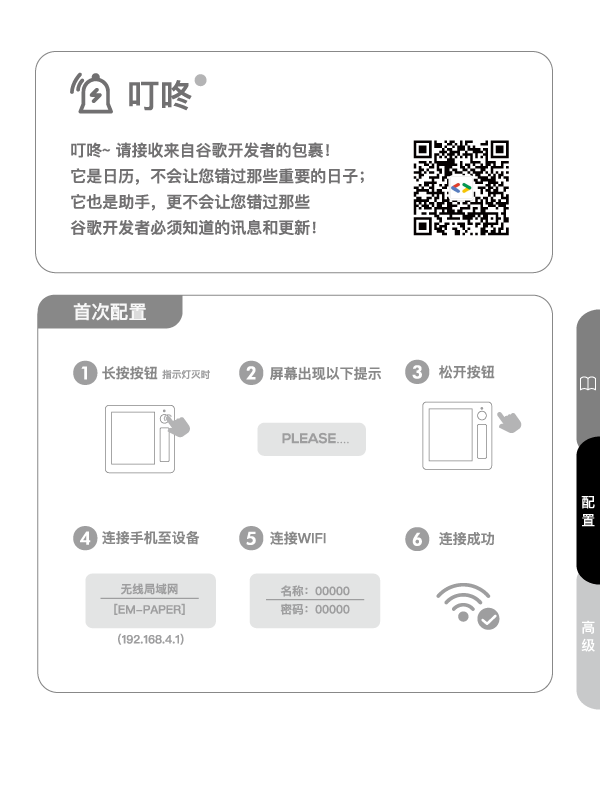 叮咚
叮咚~ 请接收来自谷歌开发者的包裹！
它是日历，不会让您错过那些重要的日子；
它也是助手，更不会让您错过那些
谷歌开发者必须知道的讯息和更新！
首次配置
1 长按按钮 指示灯灭时
2 屏幕出现以下提示
3 松开按钮
PLEASE....
4 连接手机至设备
5 连接WIFI
6 连接成功
无线局域网
[EM-PAPER]
(192.168.4.1)
名称：00000
密码：00000
配置
高级